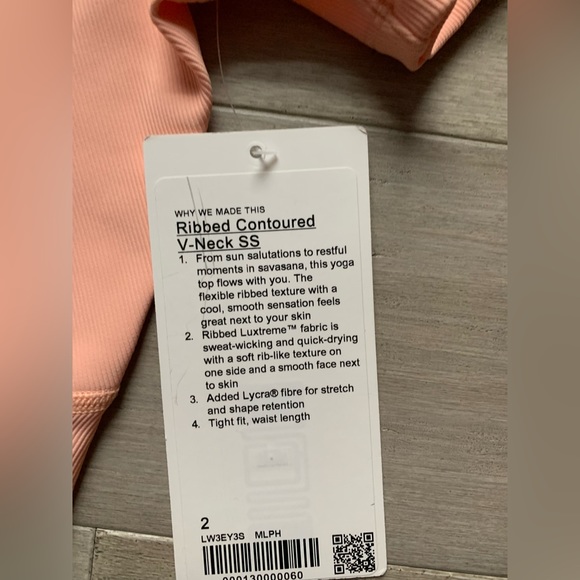 WHY WE MADE THIS
Ribbed Contoured
V-Neck SS
1. From sun salutations to restful
moments in savasana, this yoga
top flows with you. The
flexible ribbed texture with a
cool, smooth sensation feels
great next to your skin
2. Ribbed Luxtreme™ fabric is
sweat-wicking and quick-drying
with a soft rib-like texture on
one side and a smooth face next
to skin
3. Added Lycra® fibre for stretch
and shape retention
4. Tight fit, waist length
2
LW3EY3S MLPH
000130000060